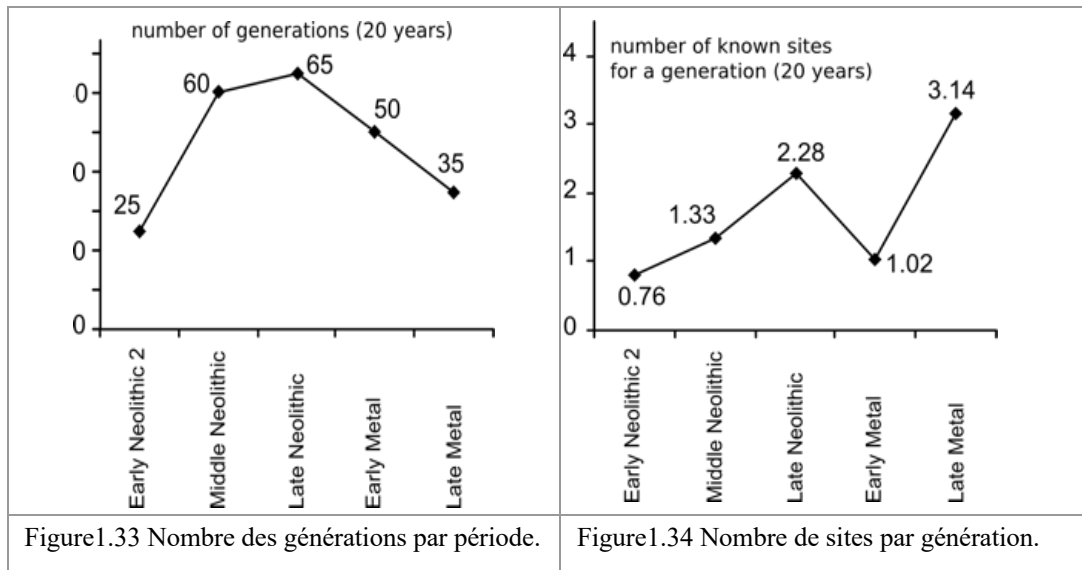 number of generations (20 years)
0
0
0
0
25
60
65
50
35
Early Neolithic 2
Middle Neolithic
Late Neolithic
Early Metal
Late Metal
Figure1.33 Nombre des générations par période.
number of known sites
for a generation (20 years)
4
3
2
1
0
0.76
1.33
2.28
1.02
3.14
Early Neolithic 2
Middle Neolithic
Late Neolithic
Early Metal
Late Metal
Figure1.34 Nombre de sites par génération.